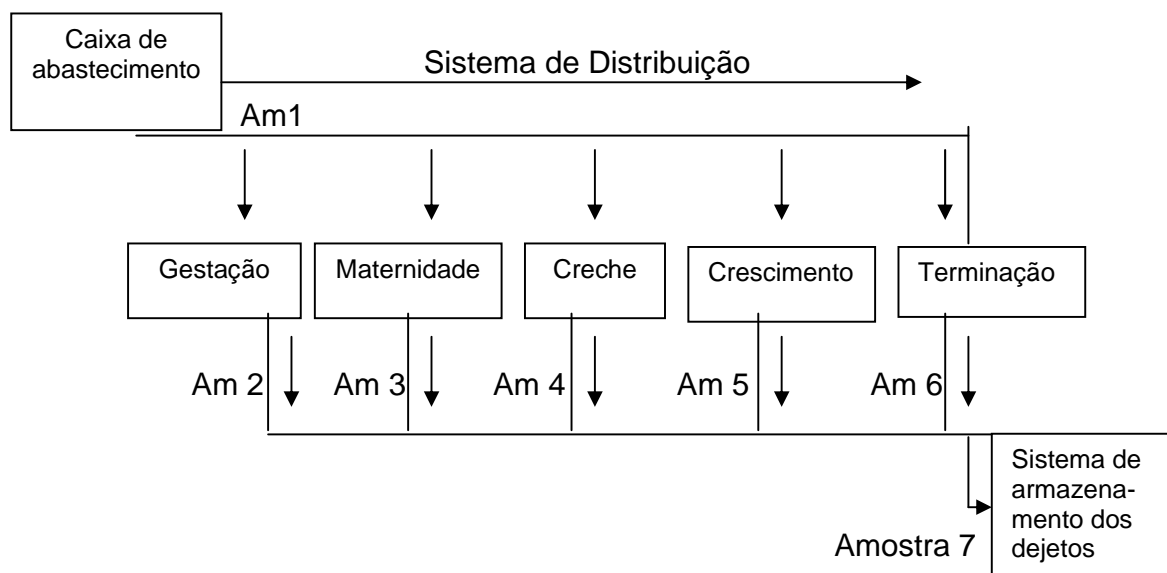 Caixa de
abastecimento
Sistema de Distribuição
Am1
Gestação
Maternidade
Creche
Crescimento
Terminação
Am 2
Am 3
Am 4
Am 5
Am 6
Sistema de
armazena-
mento dos
dejetos
Amostra 7